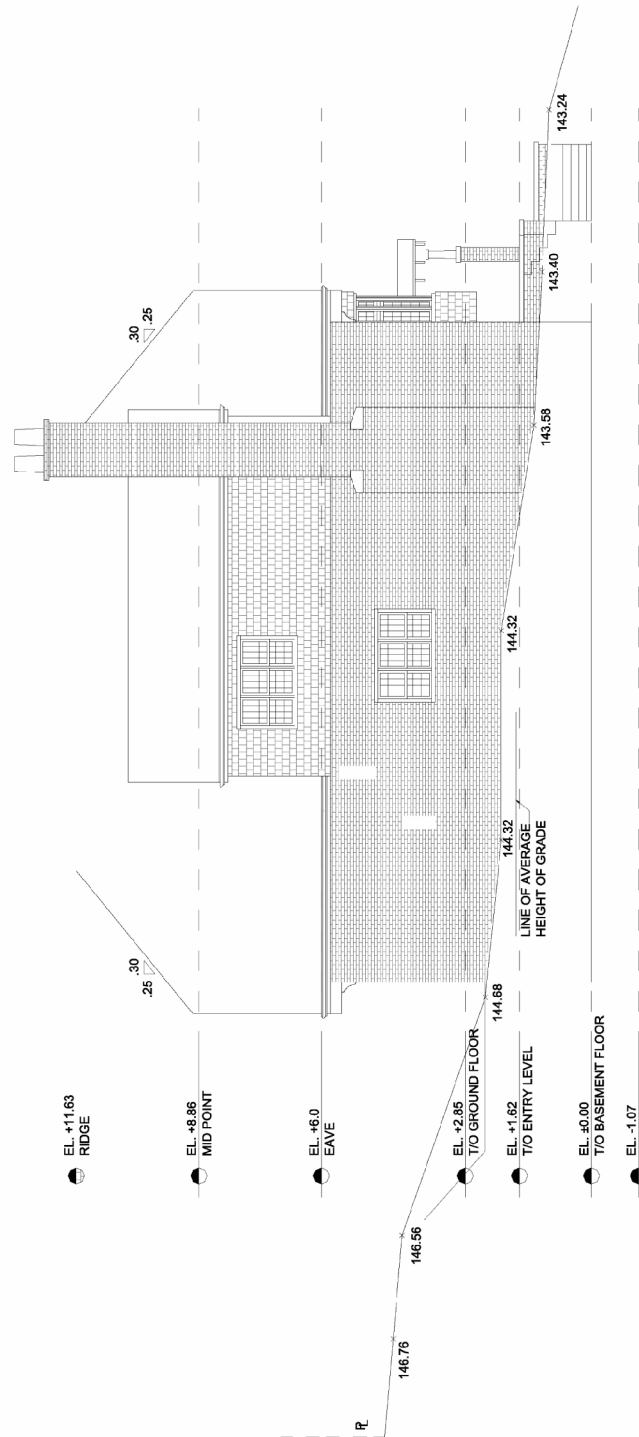 EL. +11.63
RIDGE
EL. +8.86
MID POINT
EL. +6.0
EAVE
EL. +2.85
T/O GROUND FLOOR
EL. +1.62
T/O ENTRY LEVEL
EL. ±0.00
T/O BASEMENT FLOOR
EL. -1.07
.30
.25
.30
.25
PL
146.76
146.56
144.68
144.32
LINE OF AVERAGE
HEIGHT OF GRADE
144.32
143.58
143.40
143.24